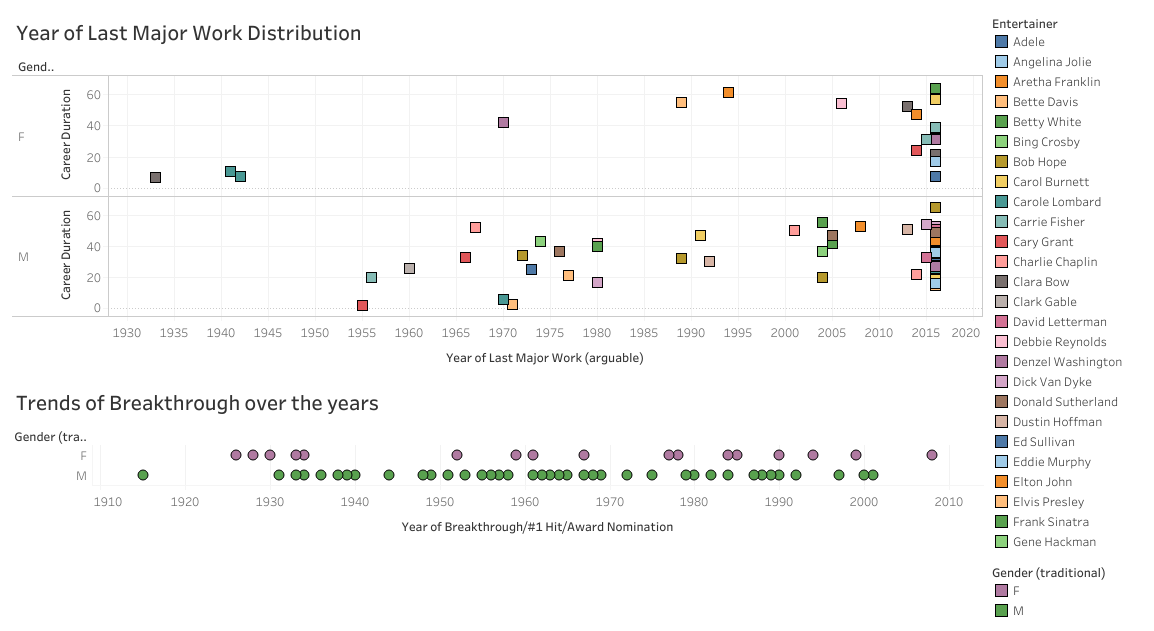 Year of Last Major Work Distribution
Gend..
F
Career Duration
60
40
20
0
M
Career Duration
60
40
20
0
1930 1935 1940 1945 1950 1955 1960 1965 1970 1975 1980 1985 1990 1995 2000 2005 2010 2015 2020
Year of Last Major Work (arguable)
Trends of Breakthrough over the years
Gender (tra..
F
M
1910 1920 1930 1940 1950 1960 1970 1980 1990 2000 2010
Year of Breakthrough/#1 Hit/Award Nomination
Entertainer
Adele
Angelina Jolie
Aretha Franklin
Bette Davis
Betty White
Bing Crosby
Bob Hope
Carol Burnett
Carole Lombard
Carrie Fisher
Cary Grant
Charlie Chaplin
Clara Bow
Clark Gable
David Letterman
Debbie Reynolds
Denzel Washington
Dick Van Dyke
Donald Sutherland
Dustin Hoffman
Ed Sullivan
Eddie Murphy
Elton John
Elvis Presley
Frank Sinatra
Gene Hackman
Gender (traditional)
F
M